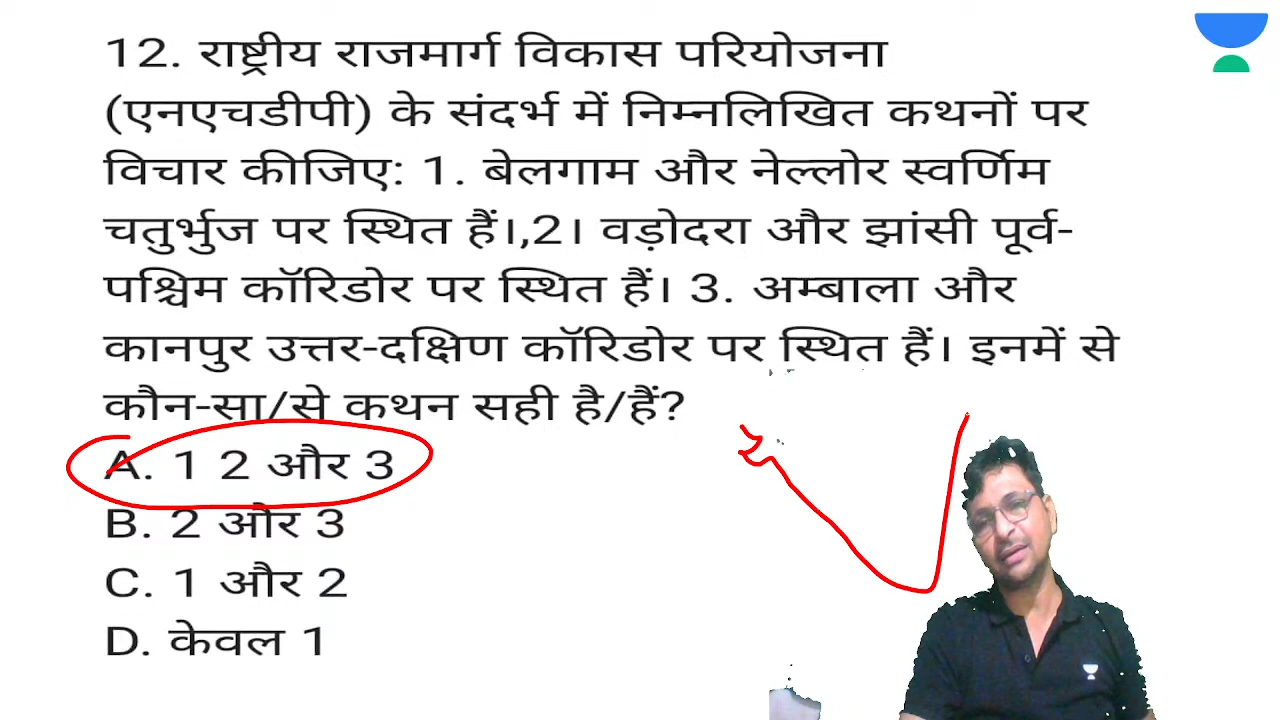 12. राष्ट्रीय राजमार्ग विकास परियोजना
(एनएचडीपी) के संदर्भ में निम्नलिखित कथनों पर
विचार कीजिए: 1. बेलगाम और नेल्लोर स्वर्णिम
चतुर्भुज पर स्थित हैं।,2। वड़ोदरा और झांसी पूर्व-
पश्चिम कॉरिडोर पर स्थित हैं। 3. अम्बाला और
कानपुर उत्तर-दक्षिण कॉरिडोर पर स्थित हैं। इनमें से
कौन-सा/से कथन सही है/हैं?
A. 1 2 और 3
B. 2 और 3
C. 1 और 2
D. केवल 1